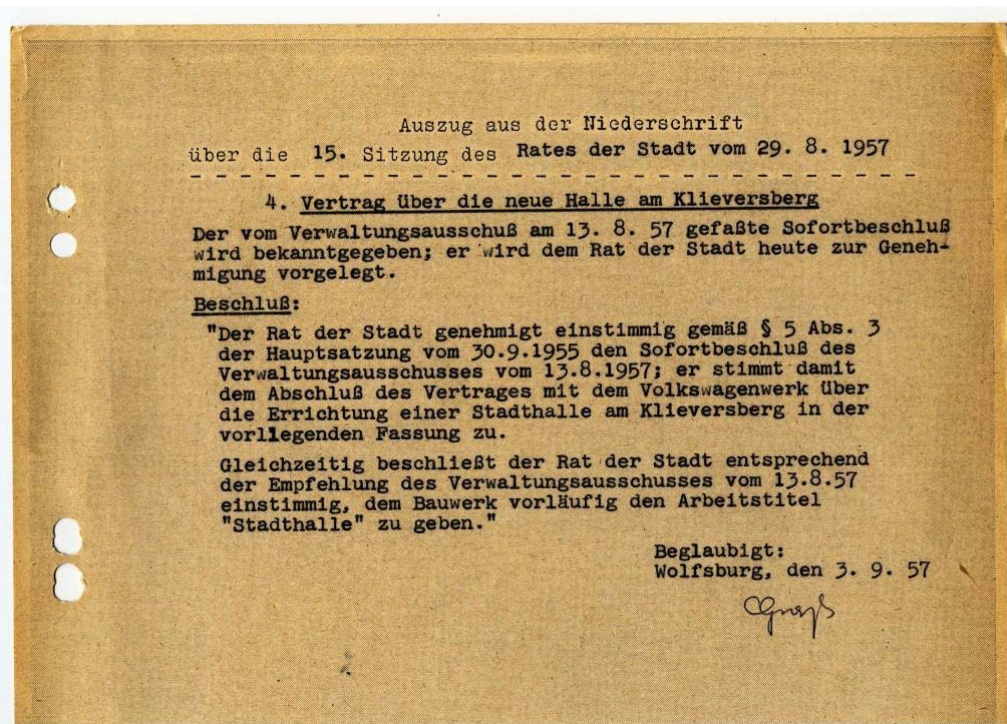 Auszug aus der Niederschrift
über die 15. Sitzung des Rates der Stadt vom 29. 8. 1957
- - - - - - - - - - - - - - - - - - - - - - - - - - - - - -
4. Vertrag über die neue Halle am Klieversberg
Der vom Verwaltungsausschuß am 13. 8. 57 gefaßte Sofortbeschluß
wird bekanntgegeben; er wird dem Rat der Stadt heute zur Geneh-
migung vorgelegt.
Beschluß:
"Der Rat der Stadt genehmigt einstimmig gemäß § 5 Abs. 3
der Hauptsatzung vom 30.9.1955 den Sofortbeschluß des
Verwaltungsausschusses vom 13.8.1957; er stimmt damit
dem Abschluß des Vertrages mit dem Volkswagenwerk über
die Errichtung einer Stadthalle am Klieversberg in der
vorliegenden Fassung zu.
Gleichzeitig beschließt der Rat der Stadt entsprechend
der Empfehlung des Verwaltungsausschusses vom 13.8.57
einstimmig, dem Bauwerk vorläufig den Arbeitstitel
"Stadthalle" zu geben."
Beglaubigt:
Wolfsburg, den 3. 9. 57